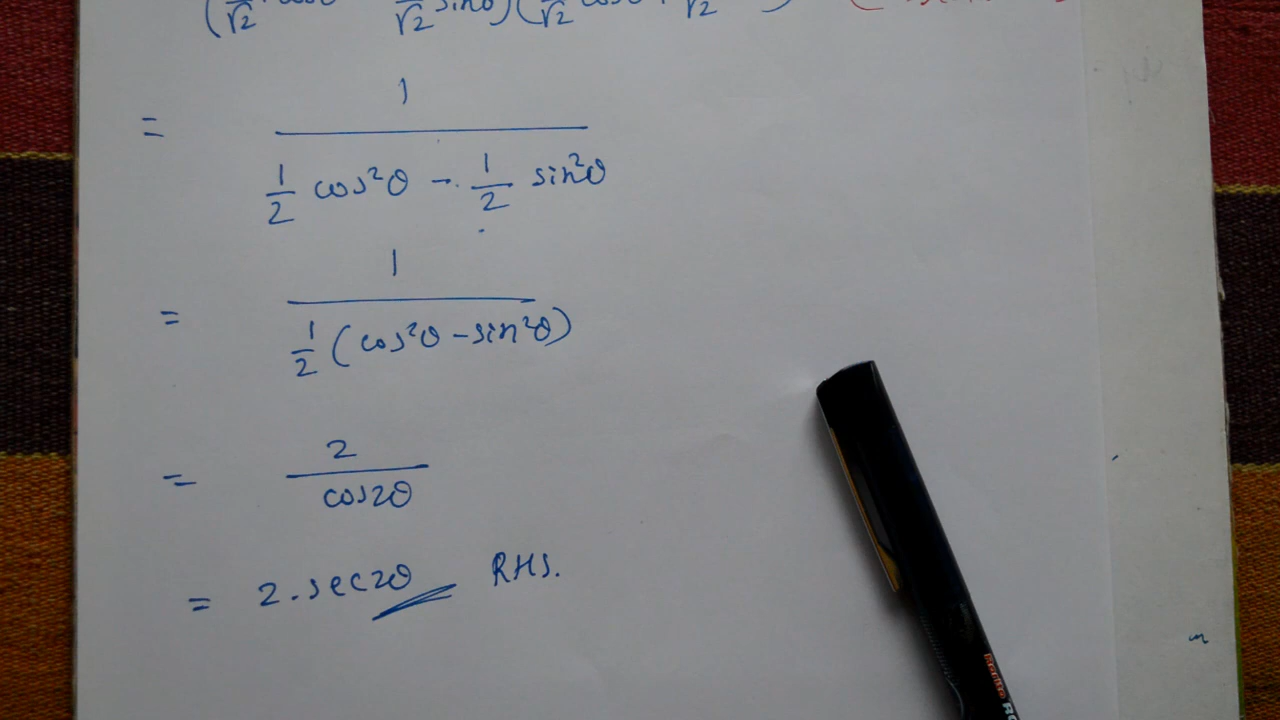 = 1 / (1/2 cos²θ - 1/2 sin²θ)
= 1 / (1/2 (cos²θ - sin²θ))
= 2 / cos2θ
= 2.sec2θ RHS.